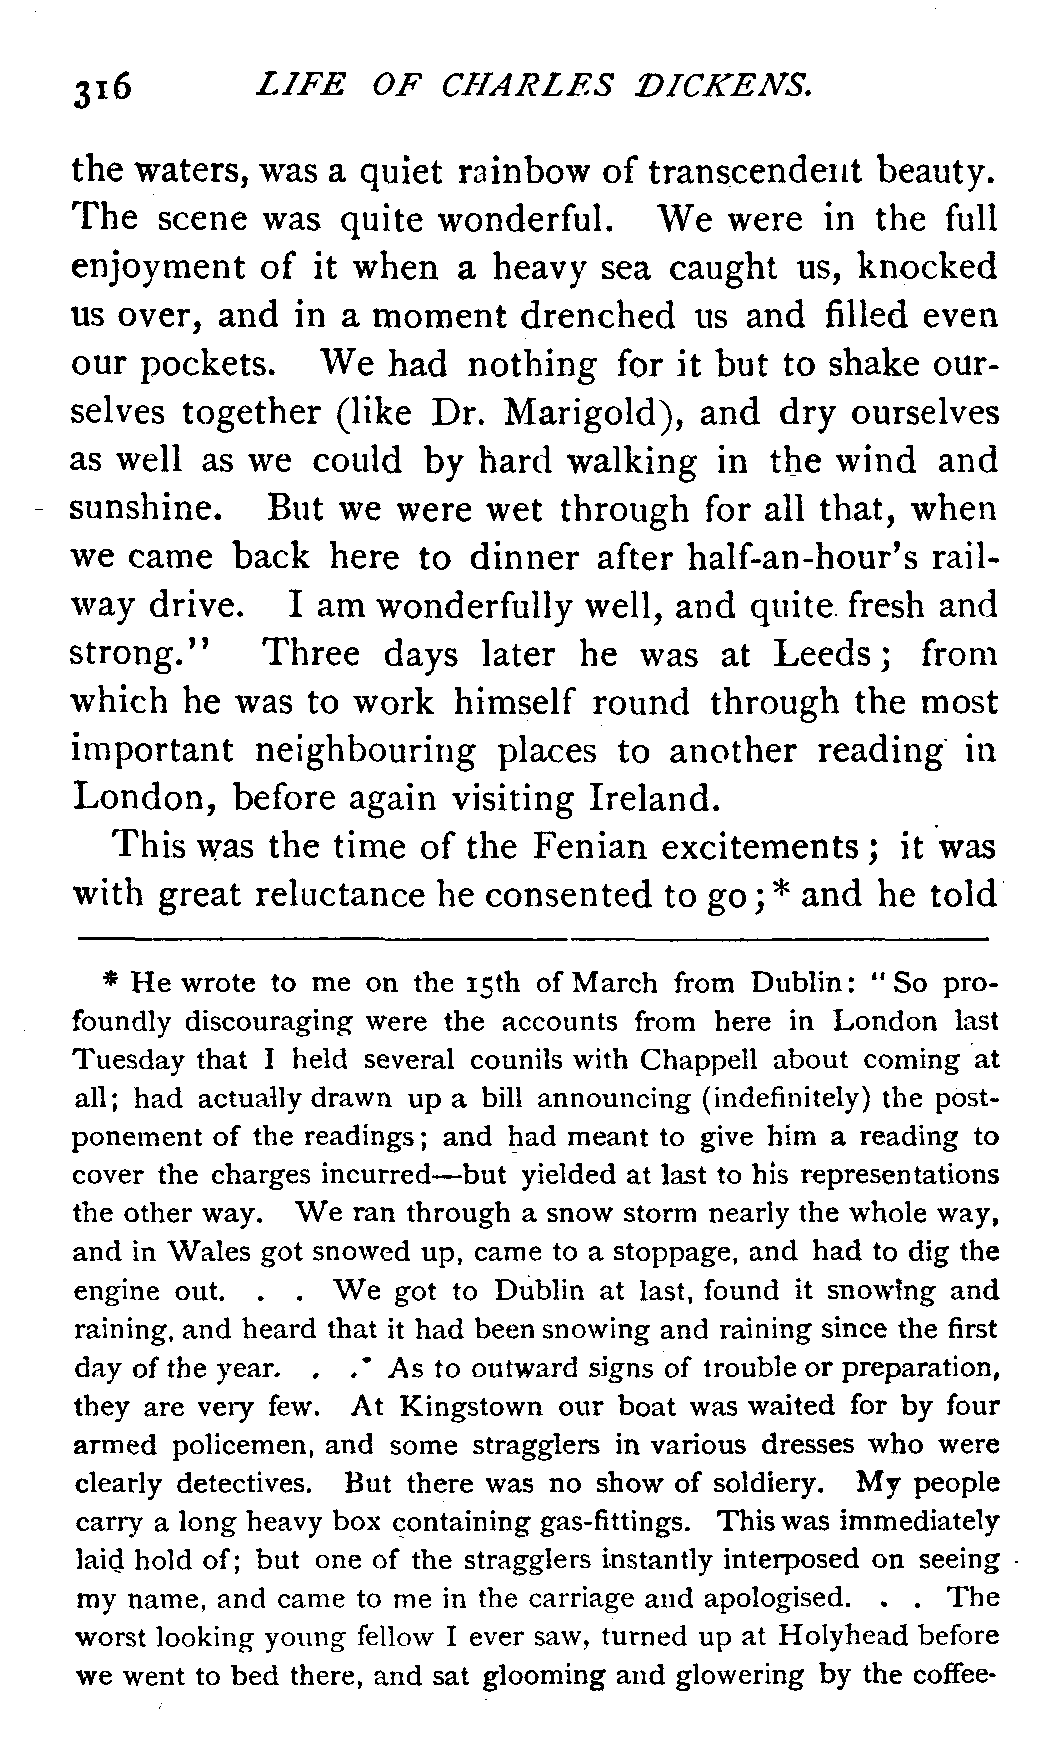 316 LIFE OF CHARLES DICKENS.
the waters, was a quiet rainbow of transcendent beauty.
The scene was quite wonderful. We were in the full
enjoyment of it when a heavy sea caught us, knocked
us over, and in a moment drenched us and filled even
our pockets. We had nothing for it but to shake our-
selves together (like Dr. Marigold), and dry ourselves
as well as we could by hard walking in the wind and
sunshine. But we were wet through for all that, when
we came back here to dinner after half-an-hour's rail-
way drive. I am wonderfully well, and quite fresh and
strong." Three days later he was at Leeds; from
which he was to work himself round through the most
important neighbouring places to another reading in
London, before again visiting Ireland.
This was the time of the Fenian excitements; it was
with great reluctance he consented to go;* and he told
* He wrote to me on the 15th of March from Dublin: "So pro-
foundly discouraging were the accounts from here in London last
Tuesday that I held several counils with Chappell about coming at
all; had actually drawn up a bill announcing (indefinitely) the post-
ponement of the readings; and had meant to give him a reading to
cover the charges incurred—but yielded at last to his representations
the other way. We ran through a snow storm nearly the whole way,
and in Wales got snowed up, came to a stoppage, and had to dig the
engine out. . . We got to Dublin at last, found it snowing and
raining, and heard that it had been snowing and raining since the first
day of the year. . . As to outward signs of trouble or preparation,
they are very few. At Kingstown our boat was waited for by four
armed policemen, and some stragglers in various dresses who were
clearly detectives. But there was no show of soldiery. My people
carry a long heavy box containing gas-fittings. This was immediately
laid hold of; but one of the stragglers instantly interposed on seeing
my name, and came to me in the carriage and apologised. . . The
worst looking young fellow I ever saw, turned up at Holyhead before
we went to bed there, and sat glooming and glowering by the coffee-